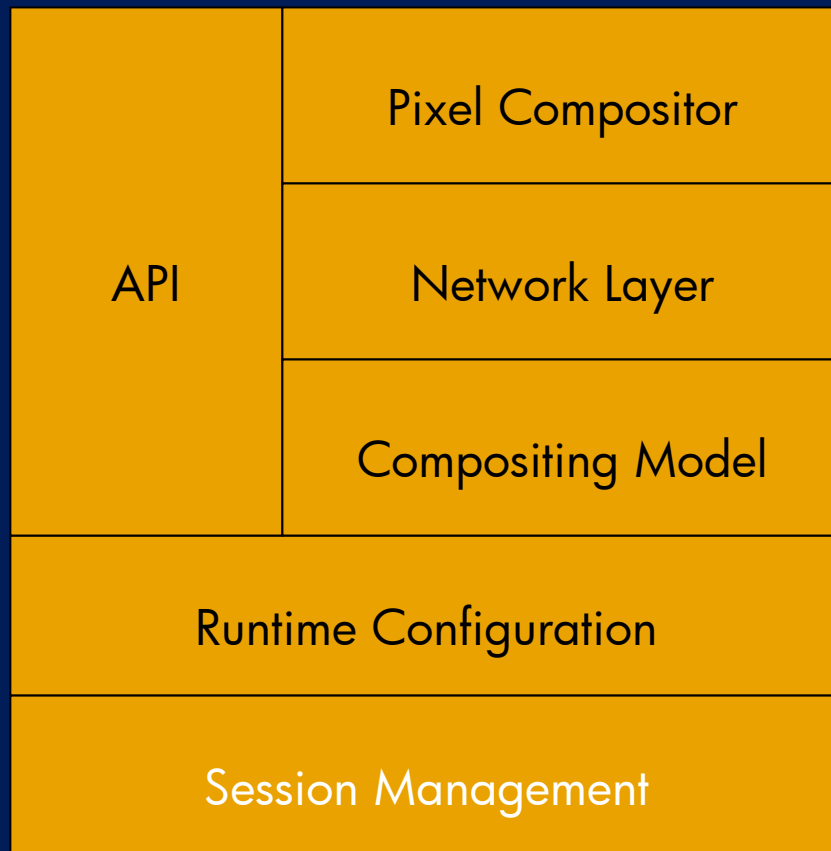 Pixel Compositor
API
Network Layer
Compositing Model
Runtime Configuration
Session Management